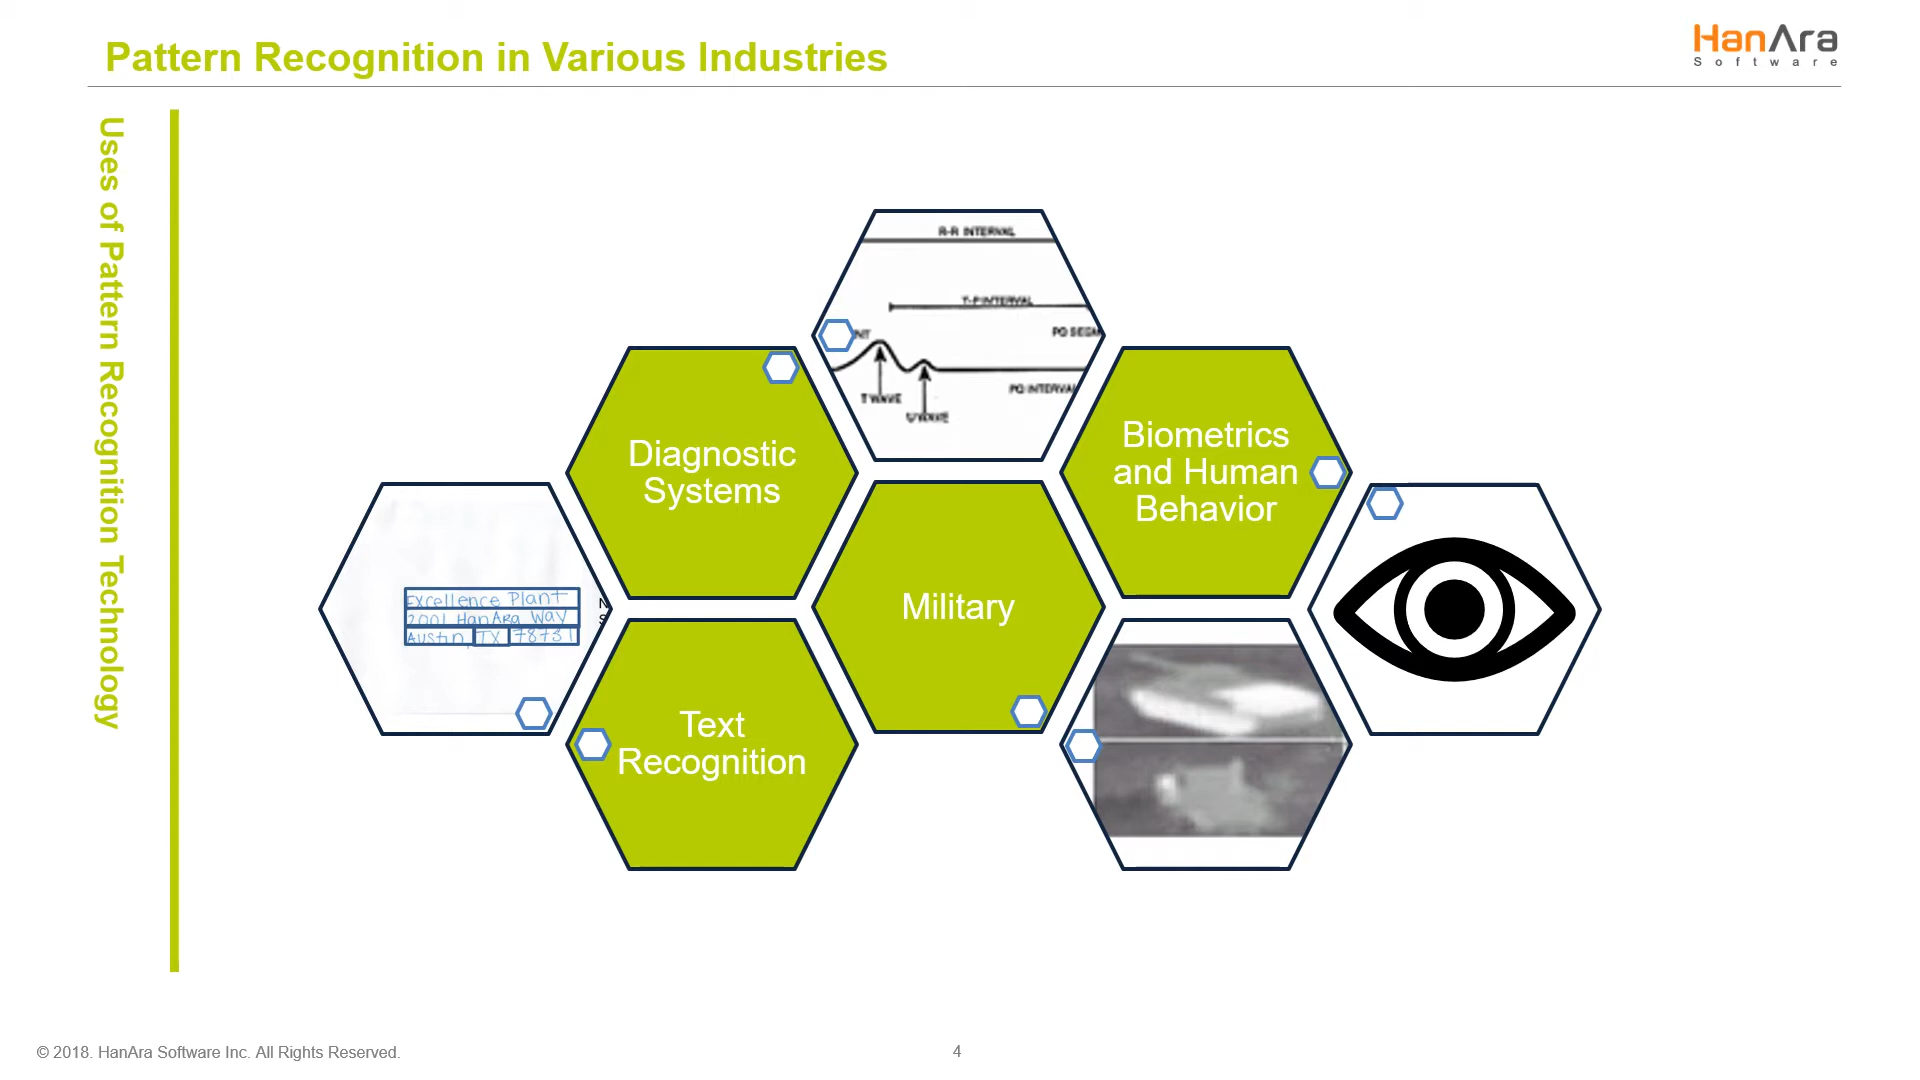 Pattern Recognition in Various Industries
HanAra
Software
Uses of Pattern Recognition Technology
R-R INTERVAL
T-P INTERVAL
PQ INTERVAL
T WAVE
U WAVE
Diagnostic
Systems
Biometrics
and Human
Behavior
Military
Excellence Plant
2001 HanAra Way
Austin, TX 78731
Text
Recognition
© 2018. HanAra Software Inc. All Rights Reserved.
4